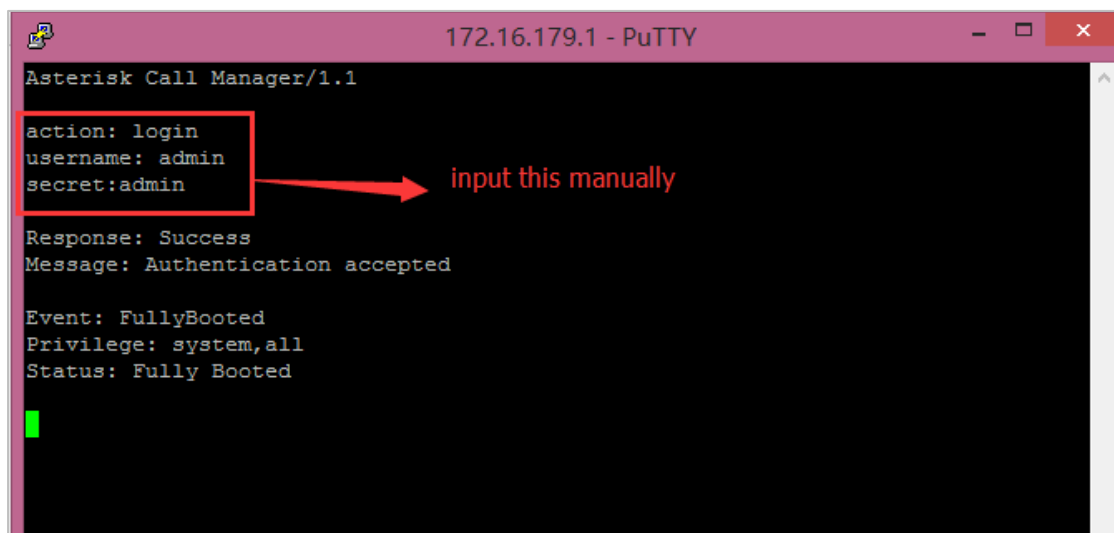 172.16.179.1 - PuTTY
Asterisk Call Manager/1.1
action: login
username: admin
secret:admin
input this manually
Response: Success
Message: Authentication accepted
Event: FullyBooted
Privilege: system,all
Status: Fully Booted